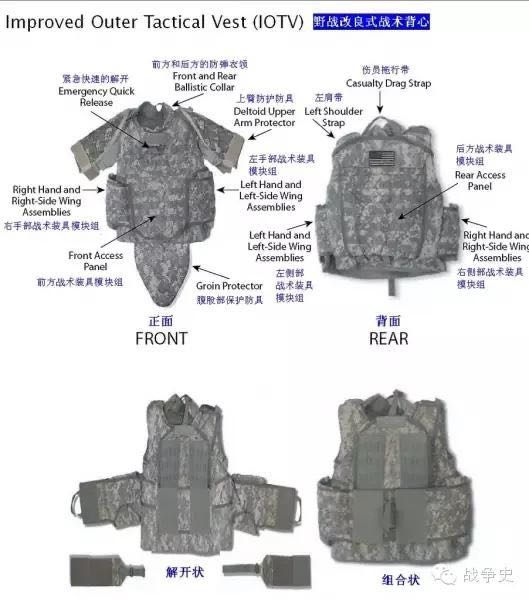 Improved Outer Tactical Vest (IOTV) 野战改良式战术背心
紧急快速的解开
Emergency Quick
Release
前方和后方的防弹衣领
Front and Rear
Ballistic Collar
上臂防护防具
Deltoid Upper
Arm Protector
左手部战术装具
模块组
Left Hand and
Left-Side Wing
Assemblies
Right Hand and
Right-Side Wing
Assemblies
右手部战术装具模块组
Front Access
Panel
前方战术装具模块组
Groin Protector
腹股部保护防具
正面
FRONT
伤员拖行带
Casualty Drag Strap
左肩带
Left Shoulder
Strap
后方战术装具
模块组
Rear Access
Panel
Left Hand and
Left-Side Wing
Assemblies
左侧部
战术装具
模块组
Right Hand and
Right-Side Wing
Assemblies
右侧部战术装具
模块组
背面
REAR
解开状
组合状
战争史